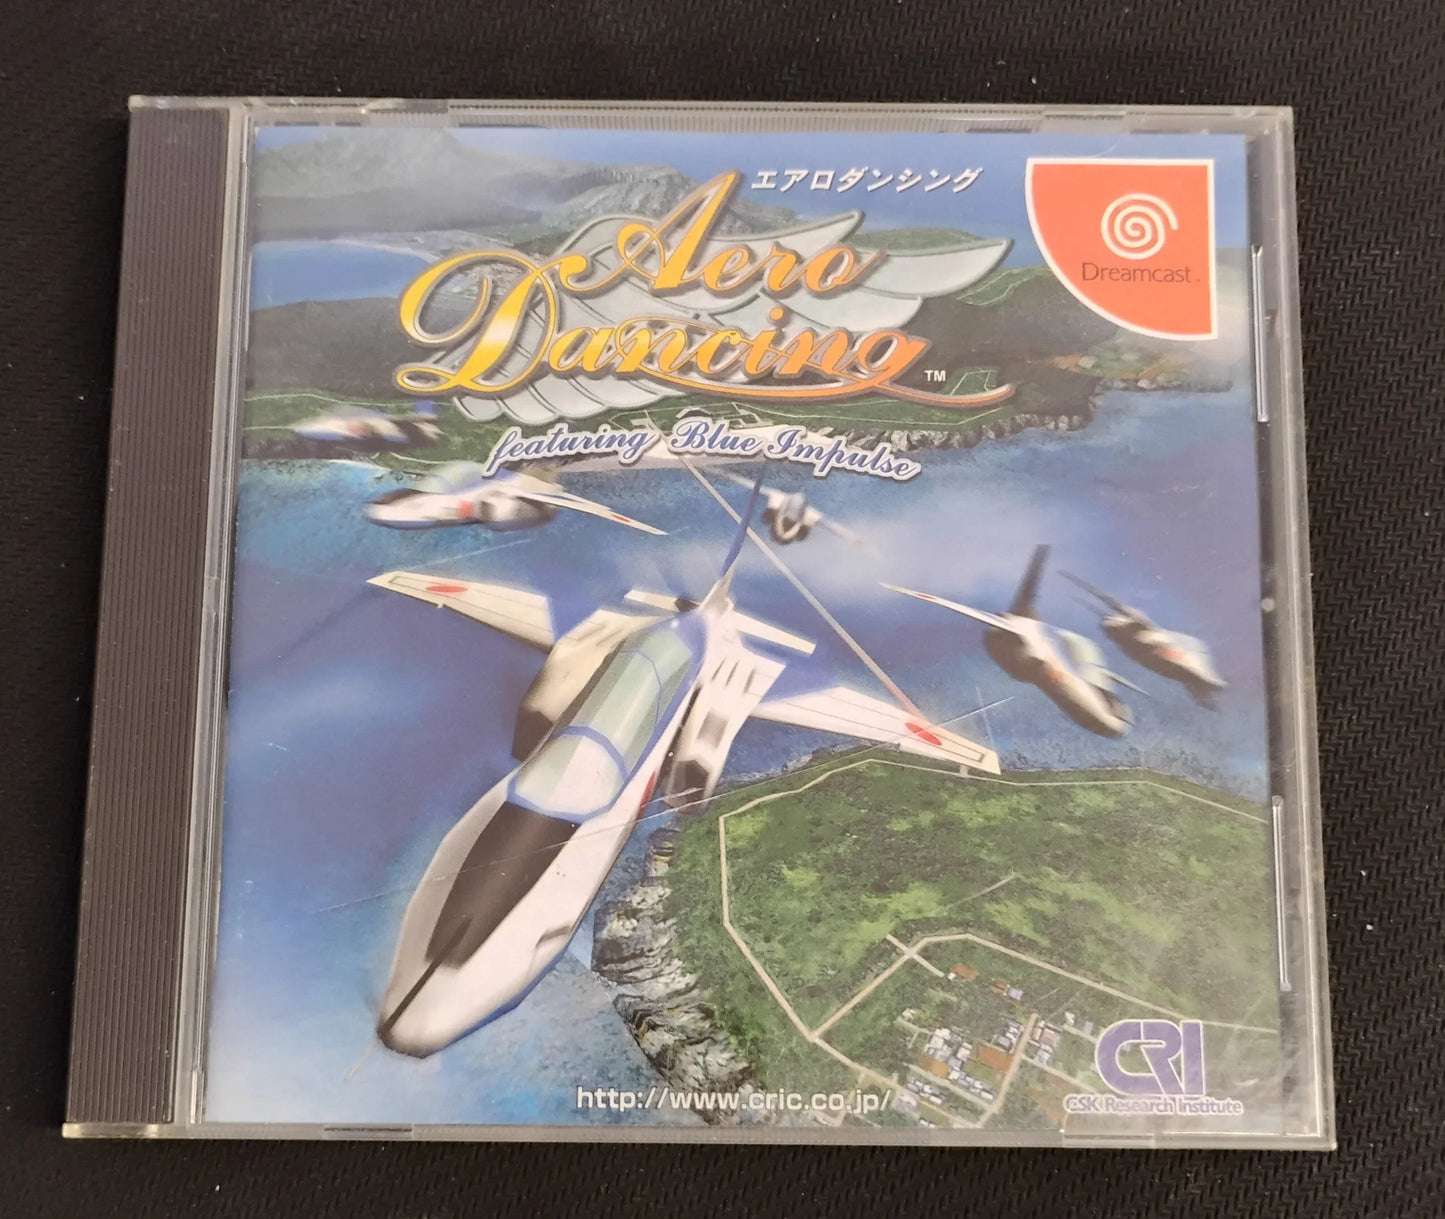 エアロダンシング
Aero
Dancing TM
featuring Blue Impulse
Dreamcast
http://www.cric.co.jp/
CRI
CSK Research Institute